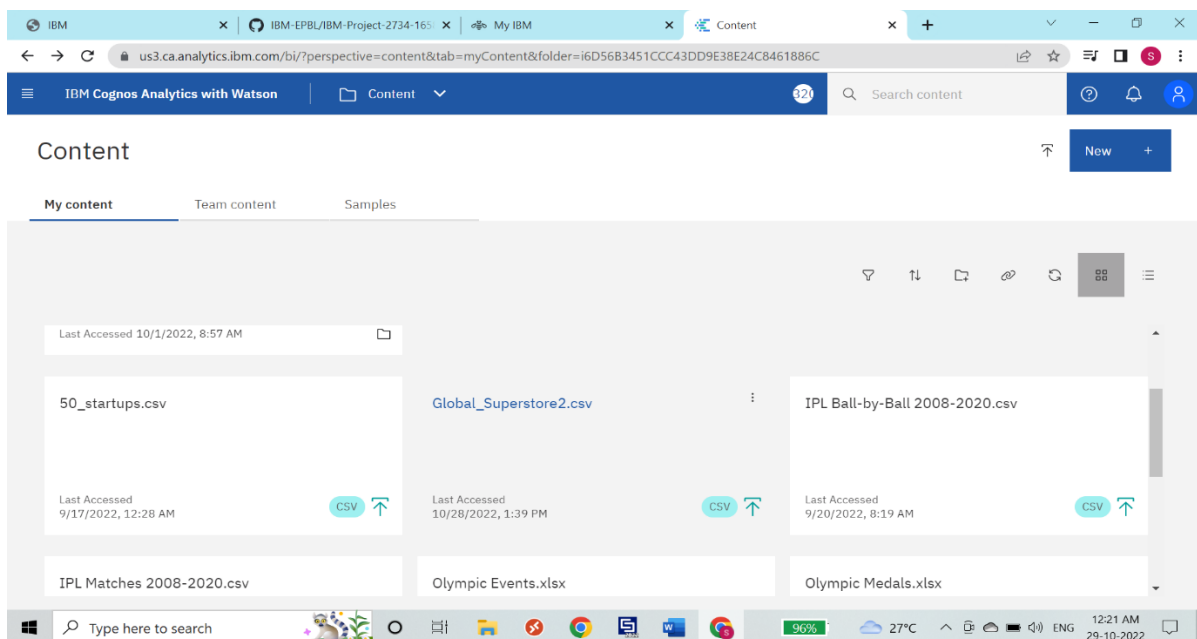 IBM
IBM-EPBL/IBM-Project-2734-165
My IBM
Content
us3.ca.analytics.ibm.com/bi/?perspective=content&tab=myContent&folder=i6D56B3451CCC43DD9E38E24C8461886C
S
IBM Cognos Analytics with Watson
Content
Search content
Content
New +
My content
Team content
Samples
Last Accessed 10/1/2022, 8:57 AM
50_startups.csv
Global_Superstore2.csv
IPL Ball-by-Ball 2008-2020.csv
Last Accessed
9/17/2022, 12:28 AM
CSV
Last Accessed
10/28/2022, 1:39 PM
CSV
Last Accessed
9/20/2022, 8:19 AM
CSV
IPL Matches 2008-2020.csv
Olympic Events.xlsx
Olympic Medals.xlsx
Type here to search
96%
27°C
ENG
12:21 AM
29-10-2022